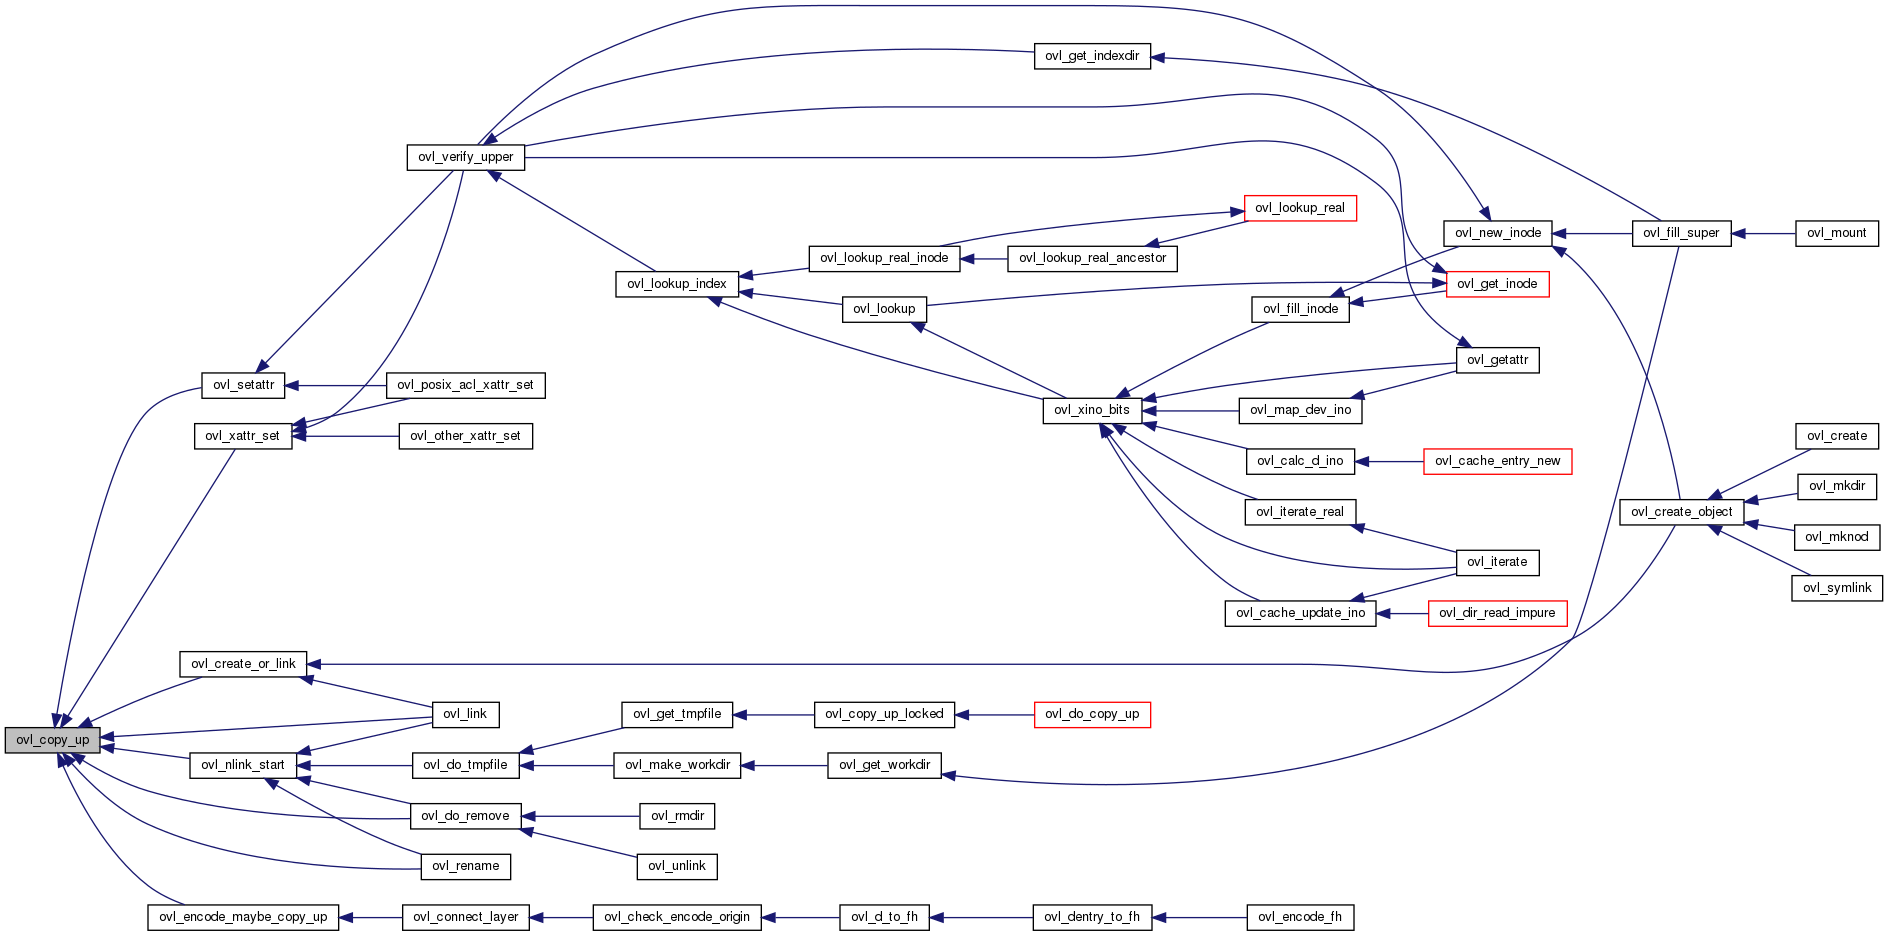 ovl_get_indexdir
ovl_verify_upper
ovl_lookup_real
ovl_new_inode
ovl_fill_super
ovl_mount
ovl_lookup_real_inode
ovl_lookup_real_ancestor
ovl_lookup_index
ovl_get_inode
ovl_lookup
ovl_fill_inode
ovl_getattr
ovl_setattr
ovl_posix_acl_xattr_set
ovl_xino_bits
ovl_map_dev_ino
ovl_xattr_set
ovl_other_xattr_set
ovl_create
ovl_calc_d_ino
ovl_cache_entry_new
ovl_mkdir
ovl_iterate_real
ovl_create_object
ovl_mknod
ovl_iterate
ovl_symlink
ovl_cache_update_ino
ovl_dir_read_impure
ovl_create_or_link
ovl_link
ovl_get_tmpfile
ovl_copy_up_locked
ovl_do_copy_up
ovl_copy_up
ovl_nlink_start
ovl_do_tmpfile
ovl_make_workdir
ovl_get_workdir
ovl_do_remove
ovl_rmdir
ovl_rename
ovl_unlink
ovl_encode_maybe_copy_up
ovl_connect_layer
ovl_check_encode_origin
ovl_d_to_fh
ovl_dentry_to_fh
ovl_encode_fh